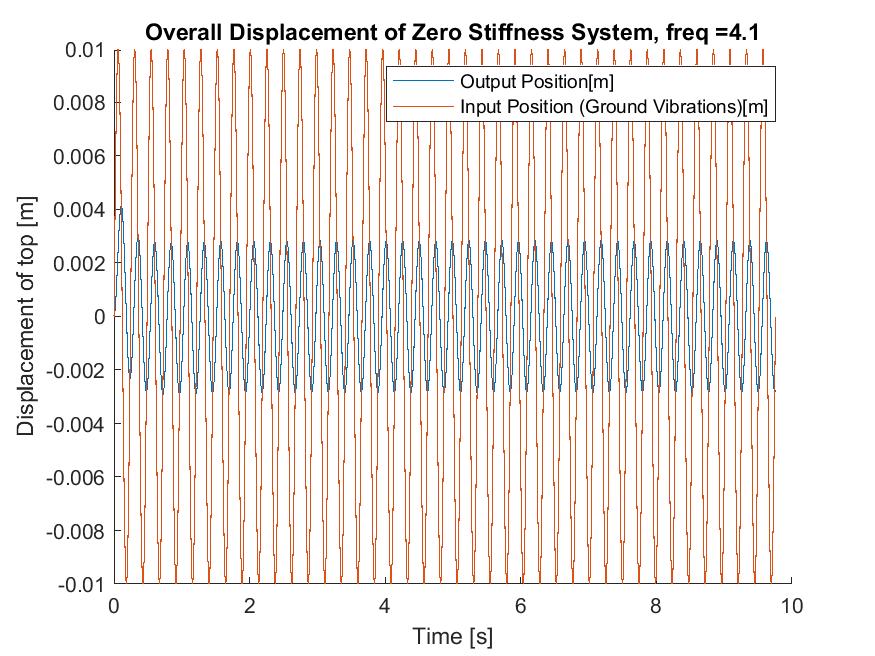 Overall Displacement of Zero Stiffness System, freq =4.1
Output Position[m]
Input Position (Ground Vibrations)[m]
Displacement of top [m]
0.01
0.008
0.006
0.004
0.002
0
-0.002
-0.004
-0.006
-0.008
-0.01
0 2 4 6 8 10
Time [s]